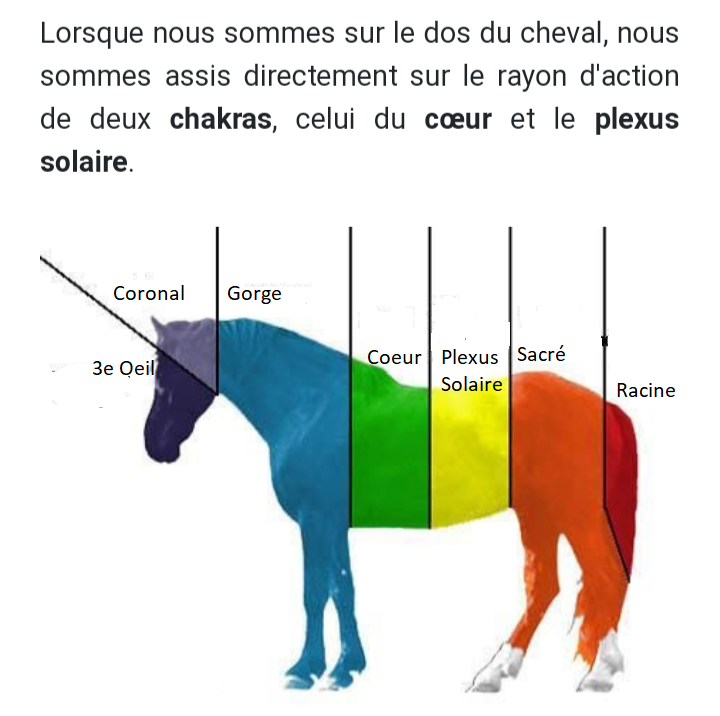 Lorsque nous sommes sur le dos du cheval, nous
sommes assis directement sur le rayon d'action
de deux chakras, celui du cœur et le plexus
solaire.
Coronal
Gorge
3e Oeil
Coeur
Plexus
Solaire
Sacré
Racine